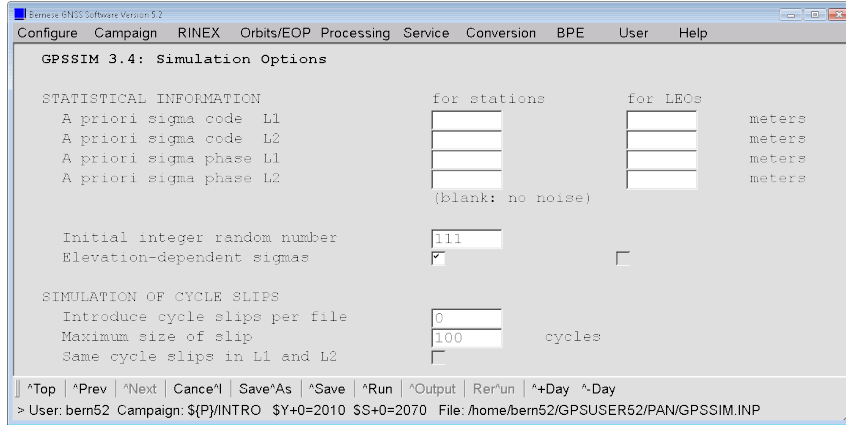 Bernese GNSS Software Version 5.2
Configure Campaign RINEX Orbits/EOP Processing Service Conversion BPE User Help
GPSSIM 3.4: Simulation Options
STATISTICAL INFORMATION for stations for LEOs
A priori sigma code L1 meters
A priori sigma code L2 meters
A priori sigma phase L1 meters
A priori sigma phase L2 meters
(blank: no noise)
Initial integer random number 111
Elevation-dependent sigmas
SIMULATION OF CYCLE SLIPS
Introduce cycle slips per file 0
Maximum size of slip 100 cycles
Same cycle slips in L1 and L2
^Top ^Prev ^Next Cance^l Save^As ^Save ^Run ^Output Rer^un ^+Day ^-Day
> User: bern52 Campaign: ${P}/INTRO $Y+0=2010 $S+0=2070 File: /home/bern52/GPSUSER52/PAN/GPSSIM.INP